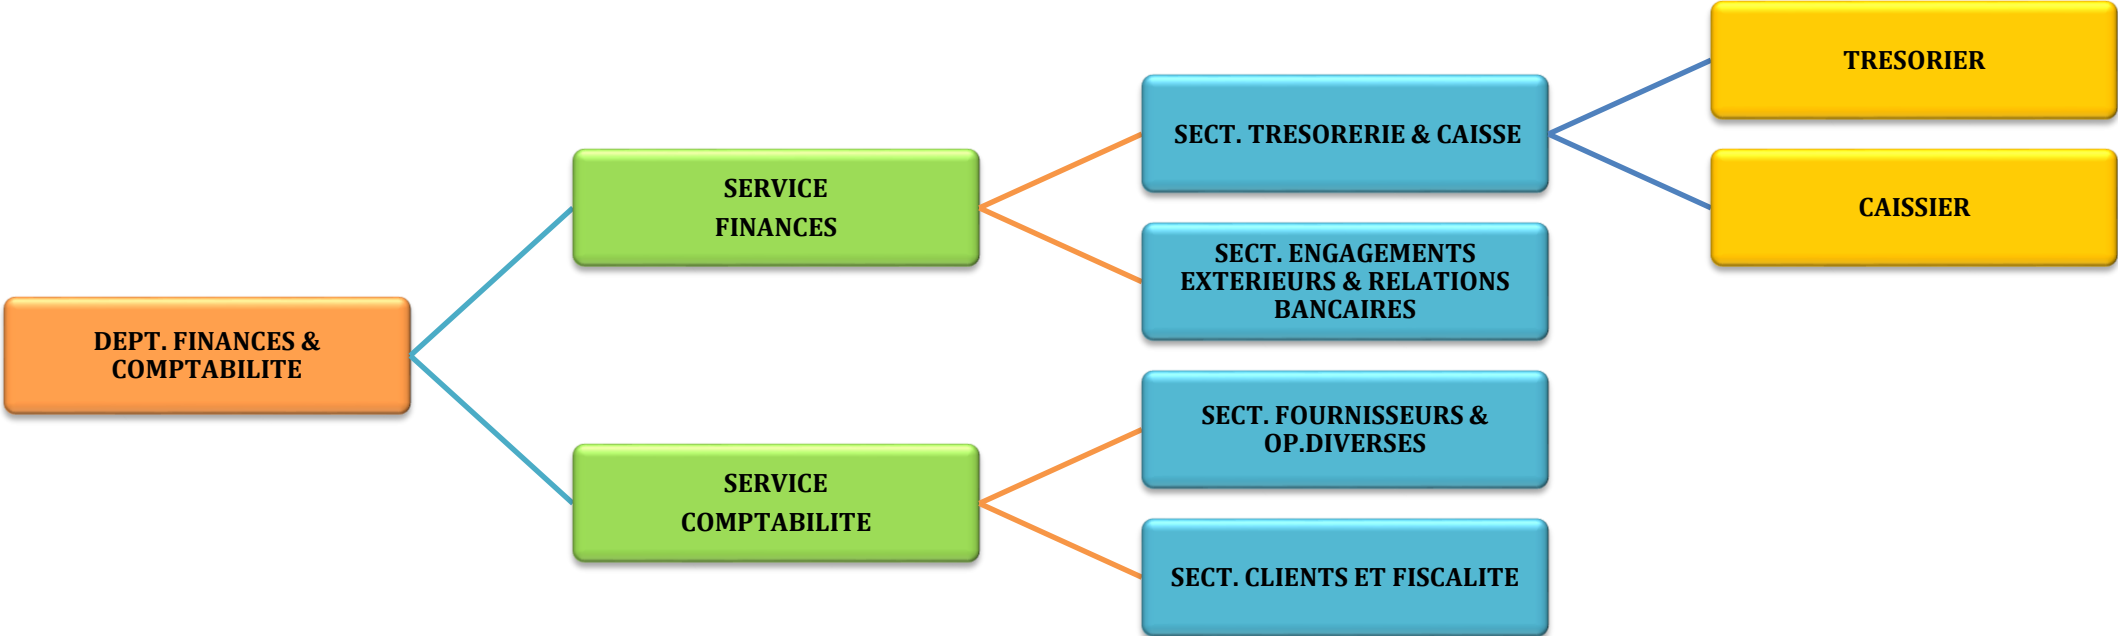 DEPT. FINANCES &
COMPTABILITE
SERVICE
FINANCES
SERVICE
COMPTABILITE
SECT. TRESORERIE & CAISSE
SECT. ENGAGEMENTS
EXTERIEURS & RELATIONS
BANCAIRES
SECT. FOURNISSEURS &
OP.DIVERSES
SECT. CLIENTS ET FISCALITE
TRESORIER
CAISSIER